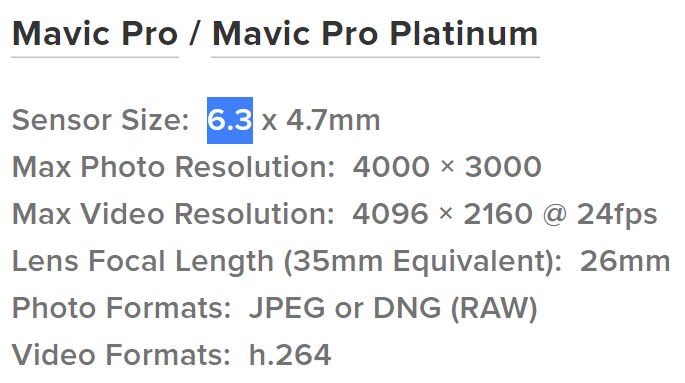 Mavic Pro / Mavic Pro Platinum
Sensor Size: 6.3 x 4.7mm
Max Photo Resolution: 4000 × 3000
Max Video Resolution: 4096 × 2160 @ 24fps
Lens Focal Length (35mm Equivalent): 26mm
Photo Formats: JPEG or DNG (RAW)
Video Formats: h.264